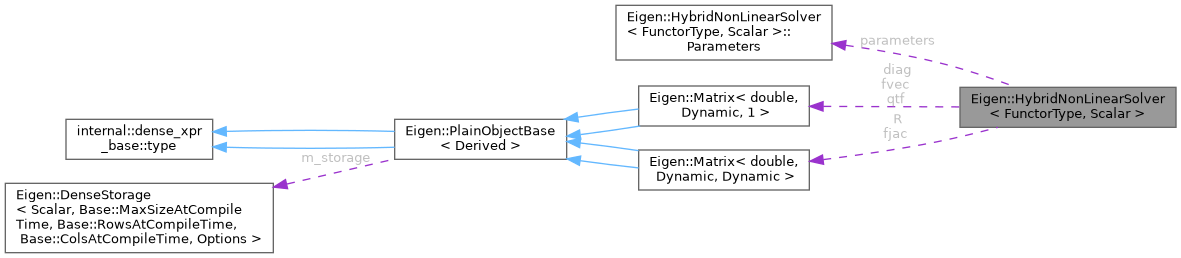 Eigen::HybridNonLinearSolver
< FunctorType, Scalar >::
Parameters
parameters
diag
fvec
qtf
Eigen::HybridNonLinearSolver
< FunctorType, Scalar >
Eigen::Matrix< double,
Dynamic, 1 >
R
fjac
internal::dense_xpr
_base::type
Eigen::PlainObjectBase
< Derived >
Eigen::Matrix< double,
Dynamic, Dynamic >
m_storage
Eigen::DenseStorage
< Scalar, Base::MaxSizeAtCompile
Time, Base::RowsAtCompileTime,
Base::ColsAtCompileTime, Options >